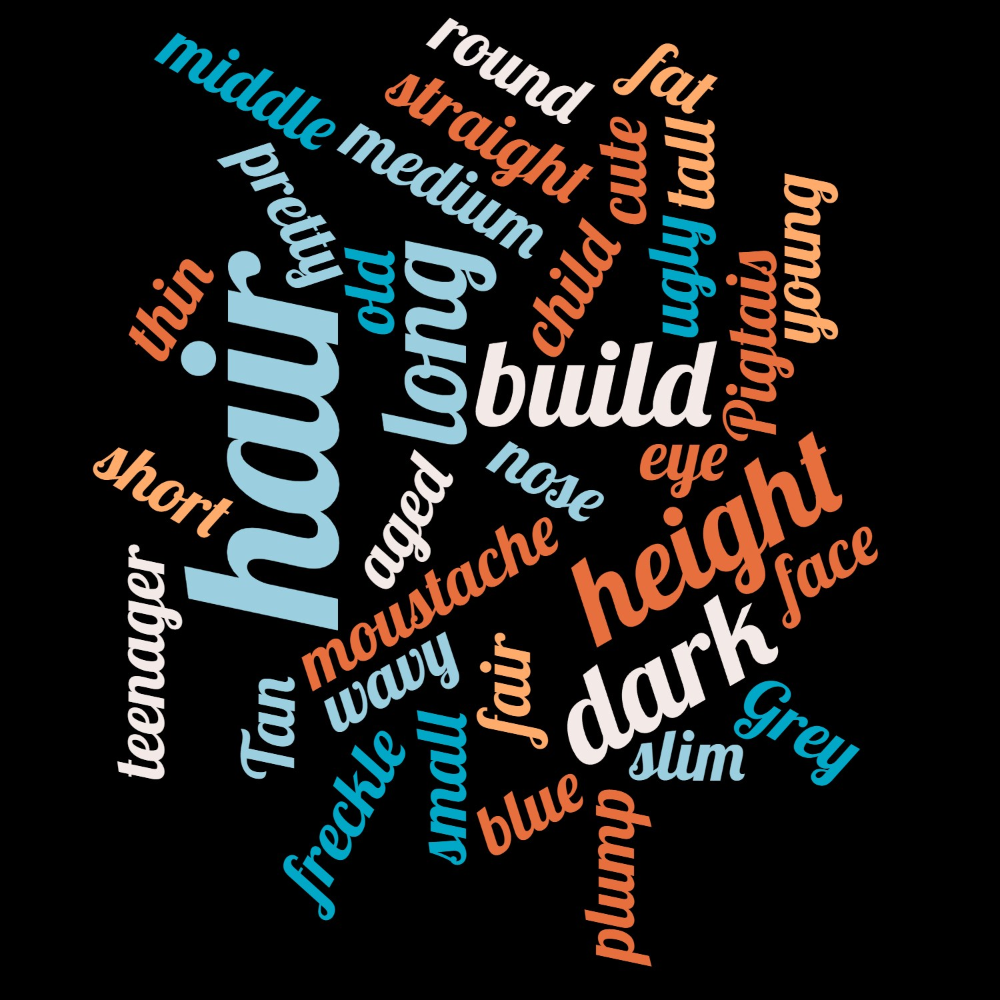 round
fat
middle
straight
medium
cute
tall
pretty
young
child
ugly
old
long
thin
hair
Pigtais
build
eye
nose
short
aged
height
moustache
face
teenager
dark
wavy
fair
Tan
Grey
slim
freckle
small
blue
plump